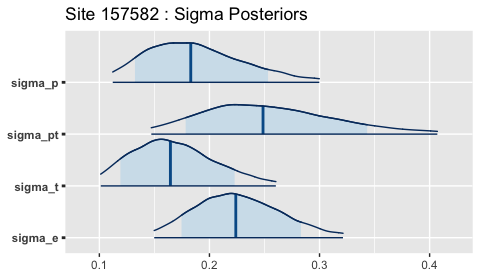 Site 157582 : Sigma Posteriors
sigma_p
sigma_pt
sigma_t
sigma_e
0.1 0.2 0.3 0.4